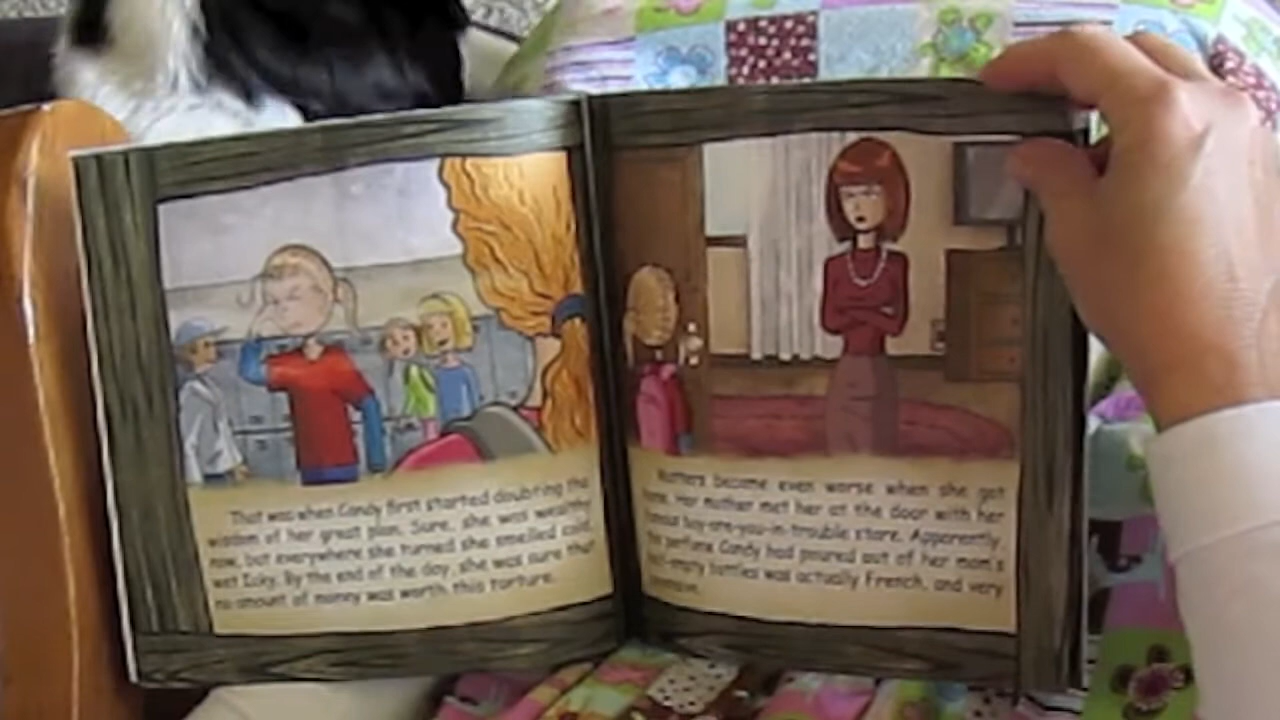 That was when Candy first started doubting the
wisdom of her great plan. Sure, she was wealthy
now, but everywhere she turned she smelled cold,
wet Icky. By the end of the day, she was sure that
no amount of money was worth this torture.
Matters became even worse when she got
home. Her mother met her at the door with her
famous boy-are-you-in-trouble stare. Apparently,
the perfume Candy had poured out of her mom's
half-empty bottles was actually French, and very
expensive.